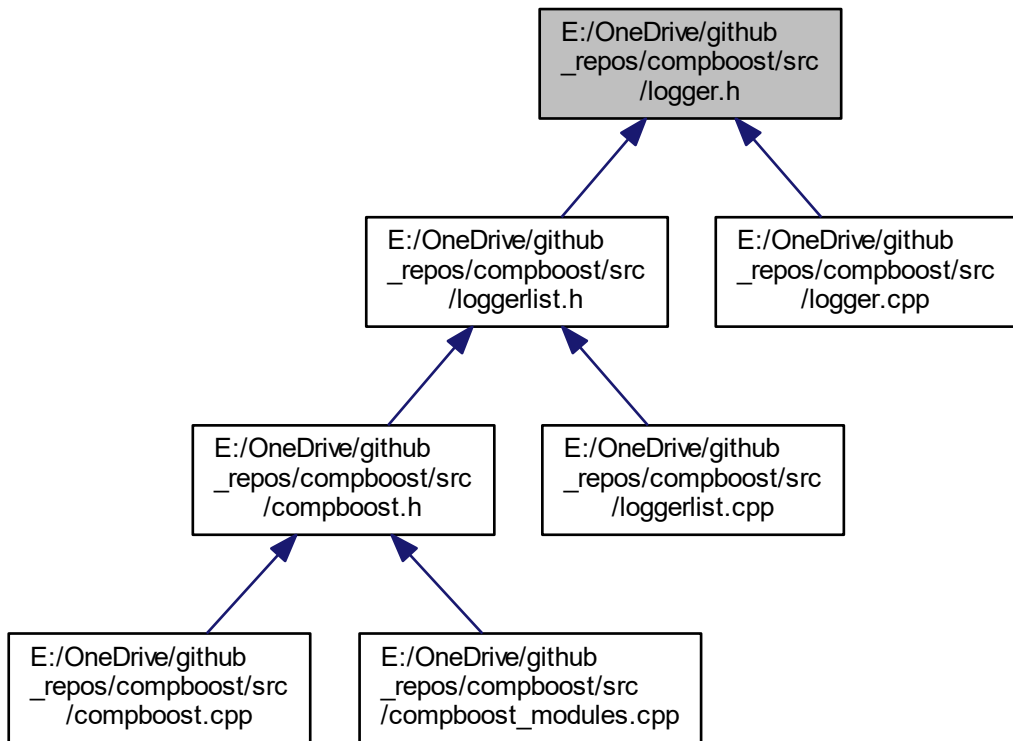 E:/OneDrive/github
_repos/compboost/src
/logger.h
E:/OneDrive/github
_repos/compboost/src
/loggerlist.h
E:/OneDrive/github
_repos/compboost/src
/logger.cpp
E:/OneDrive/github
_repos/compboost/src
/compboost.h
E:/OneDrive/github
_repos/compboost/src
/loggerlist.cpp
E:/OneDrive/github
_repos/compboost/src
/compboost.cpp
E:/OneDrive/github
_repos/compboost/src
/compboost_modules.cpp